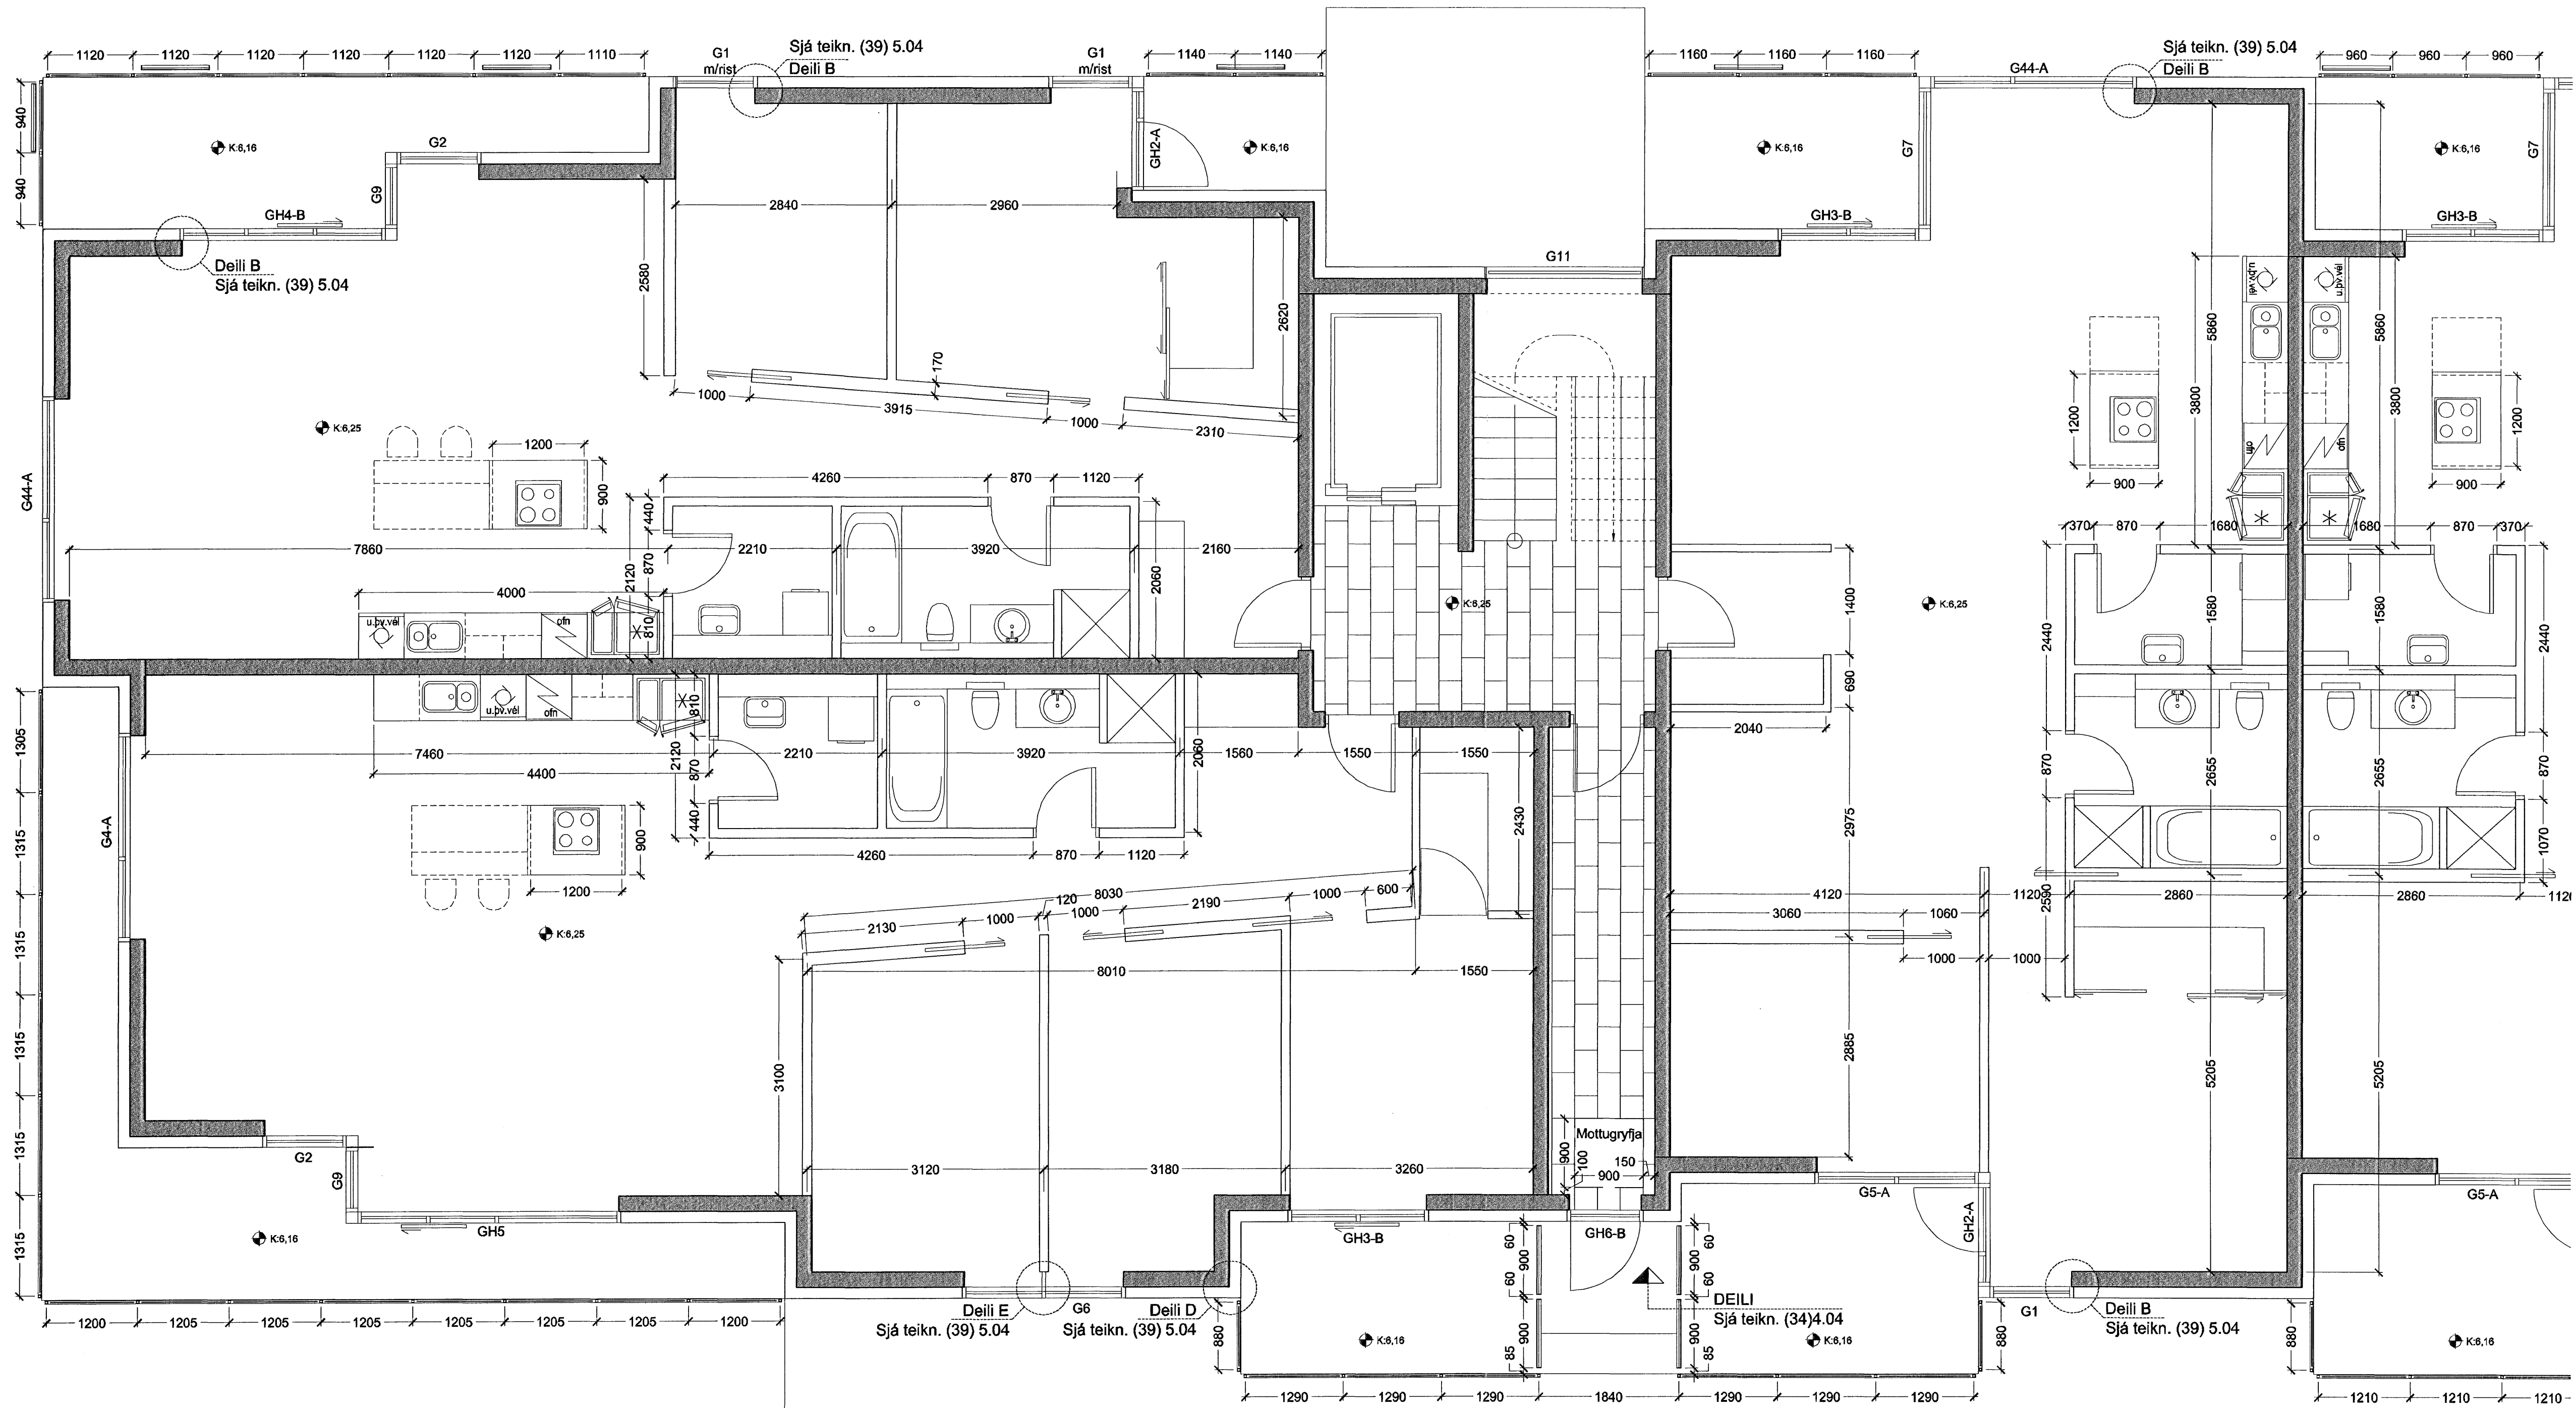 1120 1120 1120 1120 1120 1120 1110
G1
m/rist
Sjá teikn. (39) 5.04
Deili B
G1
m/rist
1140 1140
1160 1160 1160
G44-A
Sjá teikn. (39) 5.04
Deili B
960 960 960
940
940
K:6,16
G2
G9
GH4-B
Deili B
Sjá teikn. (39) 5.04
2840
2960
GH2-A
K:6,16
K:6,16
G7
GH3-B
K:6,16
G7
GH3-B
G11
2580
2620
170
1000
3915
1000
2310
u.þv.vél
u.þv.vél
5860
5860
3800
3800
1200
1200
ofn
ofn
900
900
K:6,25
G44-A
1200
900
4260
870
1120
440
7860
2210
3920
2160
870
2120
2060
4000
810
u.þv.vél
ofn
K:6,25
1400
K:6,25
370
870
1680
1680
870
370
2440
1580
1580
2440
690
2040
u.þv.vél
ofn
810
7460
2210
3920
1560
1550
1550
2120
870
2060
4400
440
2430
2975
870
2655
2655
870
1070
G4-A
900
1200
4260
870
1120
1305
1315
1315
1315
1315
1315
K:6,25
8030
120
2130
1000
1000
2190
1000
600
8010
1550
4120
1120
2590
2860
2860
3060
1060
1000
1000
3100
2885
5205
5205
3120
3180
3260
Mottugryfja
900
100
900
150
G2
G9
GH5
K:6,16
GH3-B
GH6-B
G5-A
GH2-A
G5-A
60
900
60
900
85
60
900
60
900
85
Deili E
Sjá teikn. (39) 5.04
G6
Deili D
Sjá teikn. (39) 5.04
DEILI
Sjá teikn. (34)4.04
G1
Deili B
Sjá teikn. (39) 5.04
1200 1205 1205 1205 1205 1205 1205 1200
880
K:6,16
K:6,16
880
880
K:6,16
1290 1290 1290 1840 1290 1290 1290
1210 1210 1210